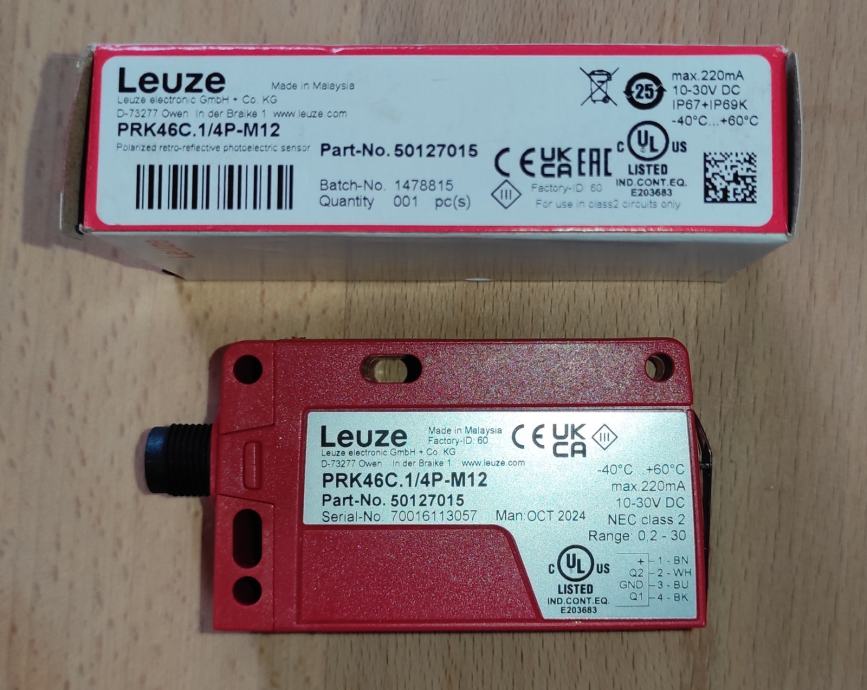 Leuze
Made in Malaysia
Leuze electronic GmbH + Co. KG
D-73277 Owen In der Braike 1 www.leuze.com
PRK46C.1/4P-M12
Polarized retro-reflective photoelectric sensor
Part-No. 50127015
Batch-No. 1478815
Quantity 001 pc(s)
25
max.220mA
10-30V DC
IP67+IP69K
-40°C...+60°C
CE UK CA EAC
III
Factory-ID: 60
For use in class2 circuits only
C UL US
LISTED
IND.CONT.EQ.
E203683
Leuze
Made in Malaysia
Factory-ID: 60
Leuze electronic GmbH + Co. KG
D-73277 Owen In der Braike 1 www.leuze.com
PRK46C.1/4P-M12
Part-No. 50127015
Serial-No 70016113057 Man:OCT 2024
CE UK CA
III
-40°C ..+60°C
max.220mA
10-30V DC
NEC class 2
Range: 0,2 - 30
C UL US
LISTED
IND.CONT.EQ.
E203683
+ 1 - BN
Q2 2 - WH
GND 3 - BU
Q1 4 - BK